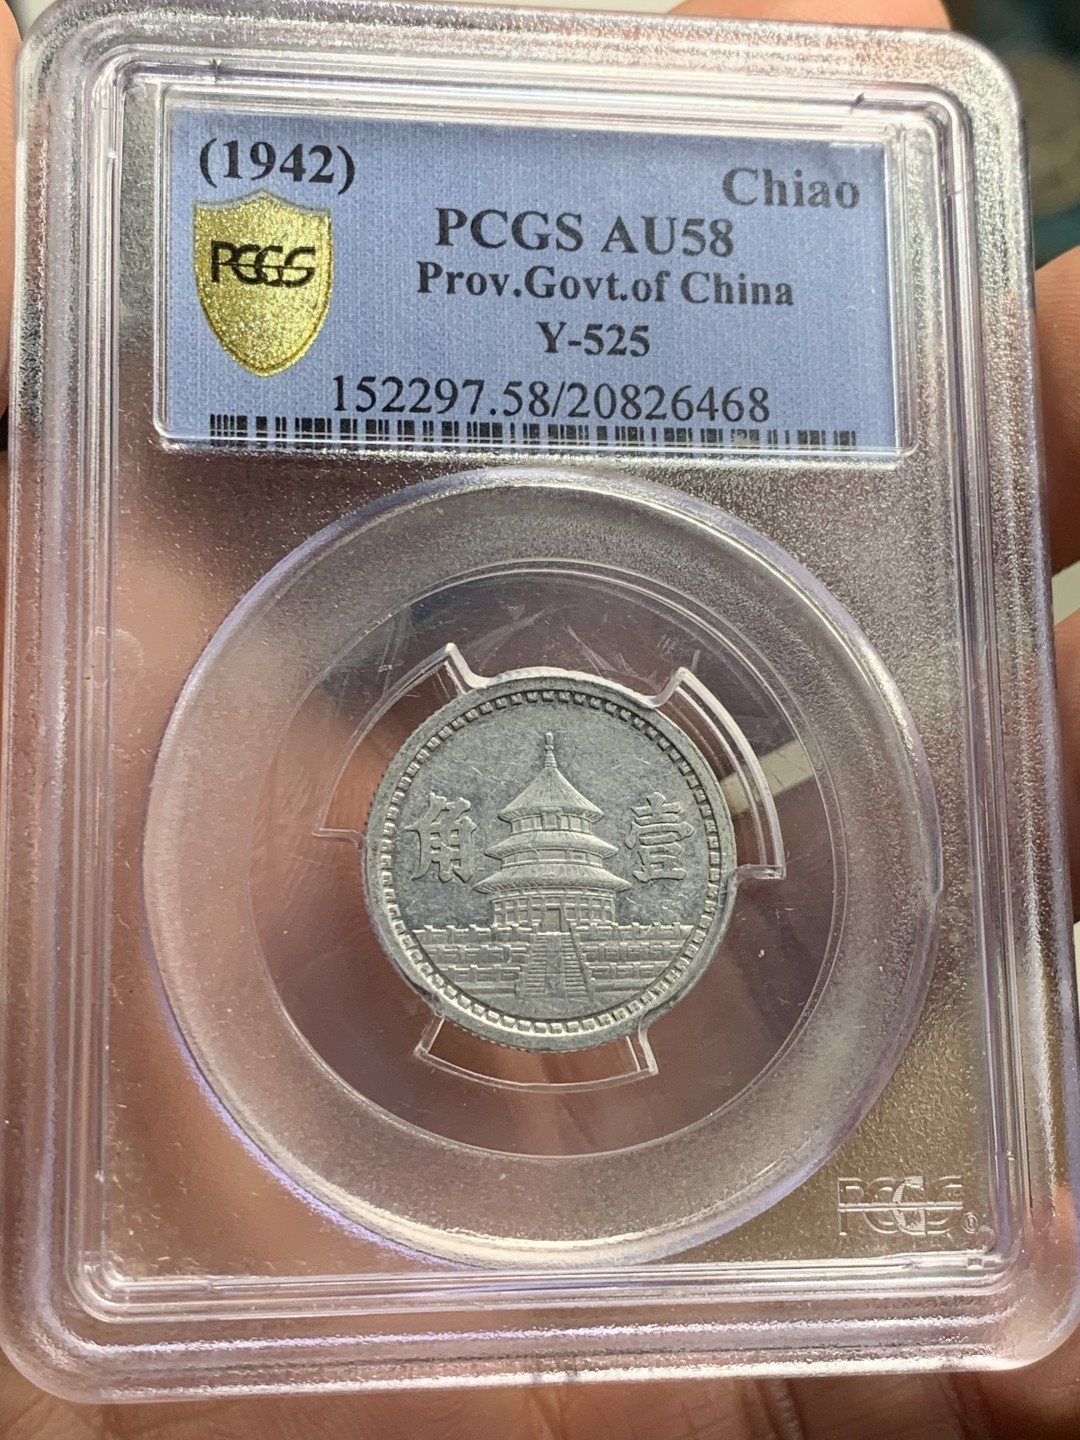 (1942)
Chiao
PCGS
PCGS AU58
Prov.Govt.of China
Y-525
152297.58/20826468
角 壹
PCGS